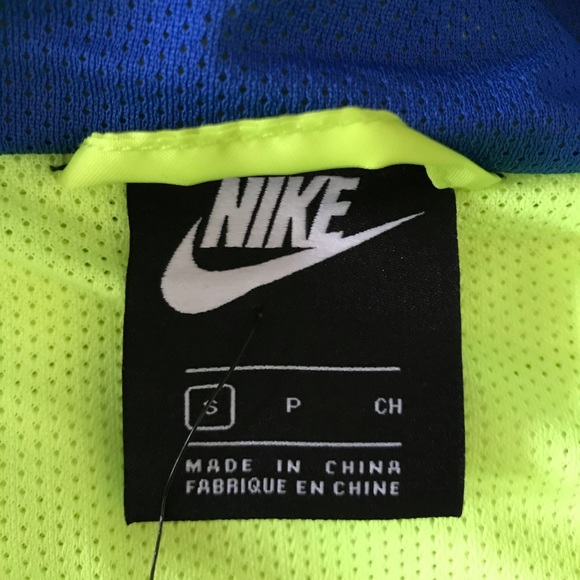 NIKE
S P CH
MADE IN CHINA
FABRIQUE EN CHINE